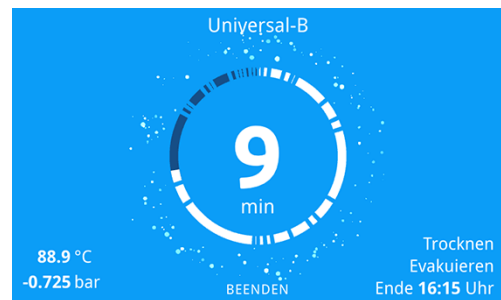 Universal-B
9
min
88.9 °C
-0.725 bar
BEENDEN
Trocknen
Evakuieren
Ende 16:15 Uhr